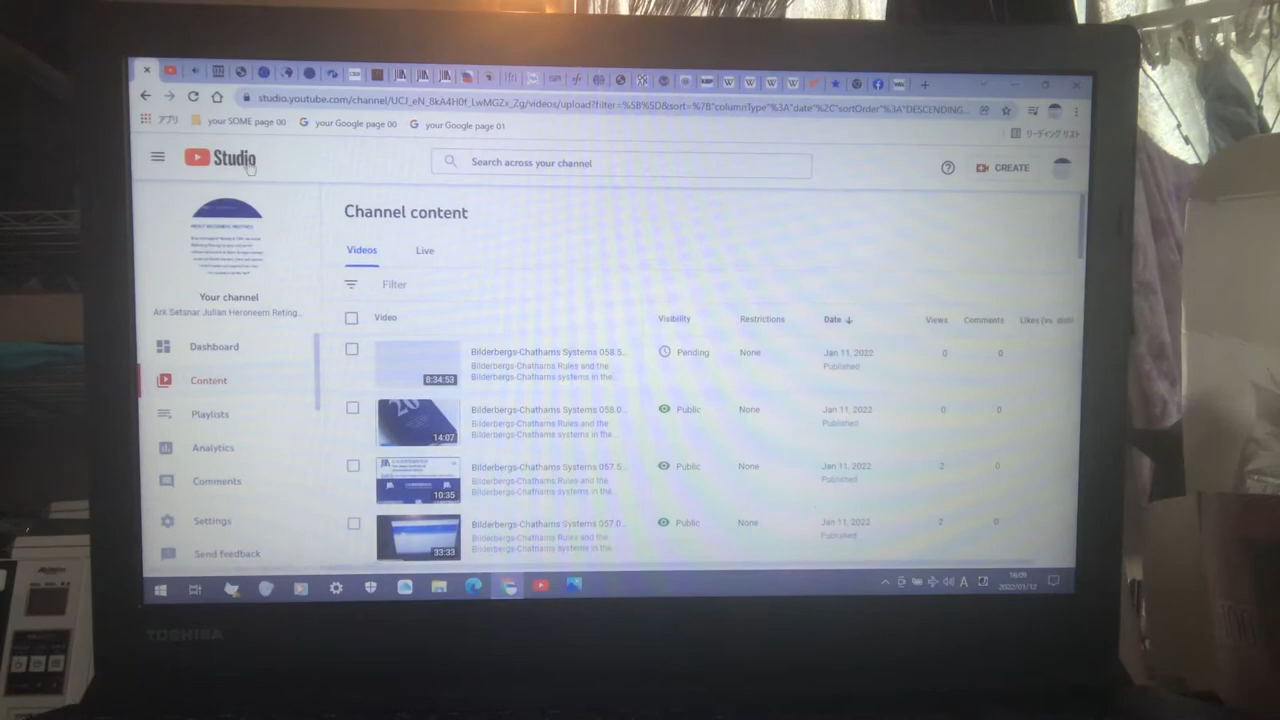 studio.youtube.com/channel/UCJ_eN_8kA4H0f_LwMGZx_Zg/videos/upload?filter=%5B%5D&sort=%7B"columnType"%3A"date"%2C"sortOrder"%3A"DESCENDING...
アプリ your SOME page 00 your Google page 00 your Google page 01
リーディング リスト
Studio
Search across your channel
CREATE
Channel content
Videos Live
Filter
Your channel
Ark Setsnar Julian Heroneem Reting...
Dashboard
Content
Playlists
Analytics
Comments
Settings
Send feedback
Video Visibility Restrictions Date Views Comments Likes (vs.
Bilderbergs-Chathams Systems 058.5... Pending None Jan 11, 2022 0 0
Bilderbergs-Chathams Rules and the Published
Bilderbergs-Chathams systems in the...
8:34:53
Bilderbergs-Chathams Systems 058.0... Public None Jan 11, 2022 0 0
Bilderbergs-Chathams Rules and the Published
Bilderbergs-Chathams systems in the...
14:07
Bilderbergs-Chathams Systems 057.5... Public None Jan 11, 2022 2 0
Bilderbergs-Chathams Rules and the Published
Bilderbergs-Chathams systems in the...
10:35
Bilderbergs-Chathams Systems 057.0... Public None Jan 11, 2022 2 0
Bilderbergs-Chathams Rules and the Published
Bilderbergs-Chathams systems in the...
33:33
A
16:09
2022/01/12
TOSHIBA